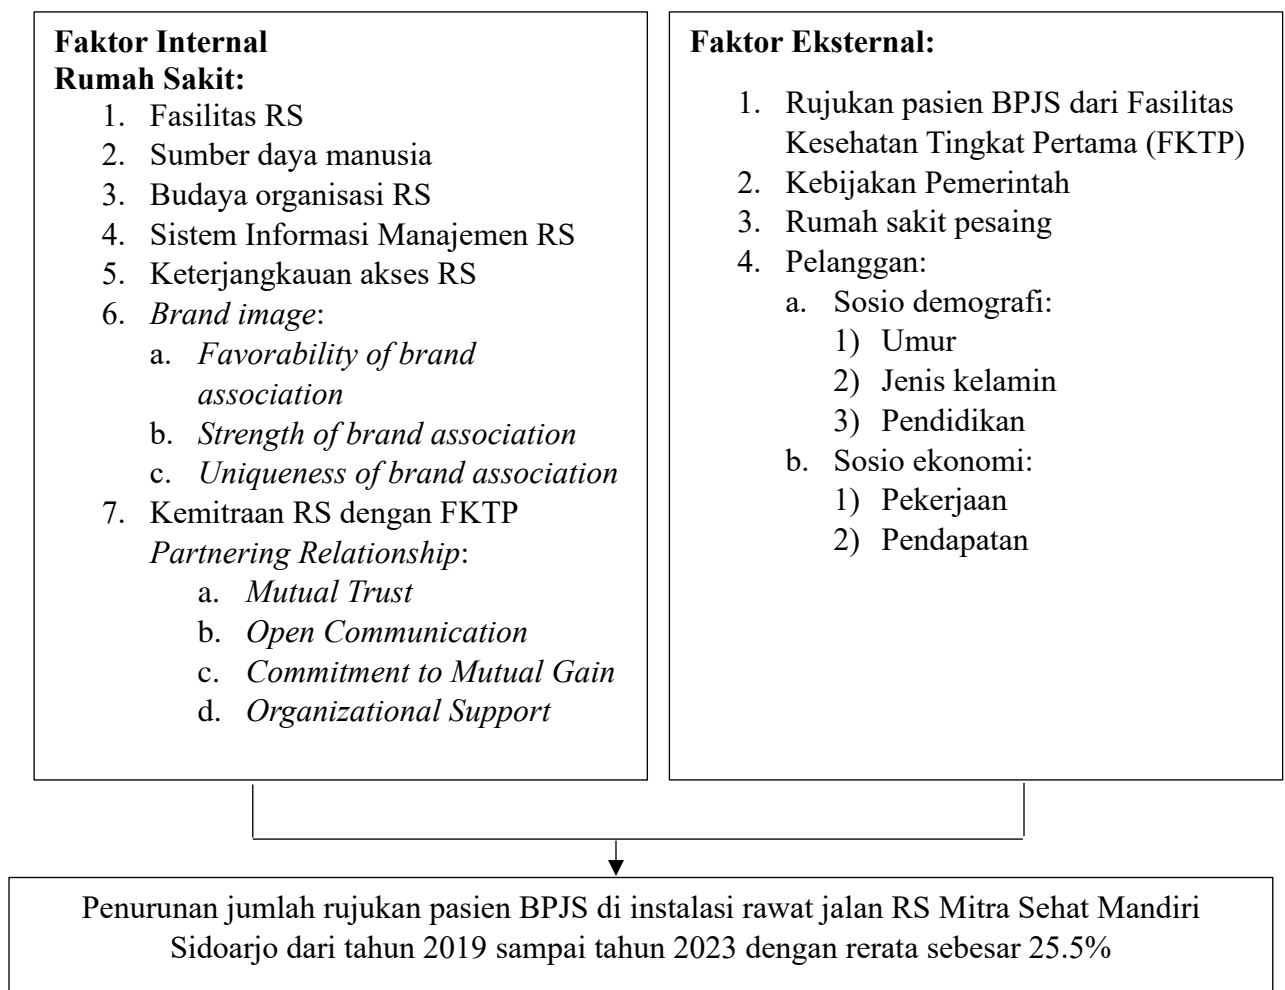 Faktor Internal
Rumah Sakit:
1. Fasilitas RS
2. Sumber daya manusia
3. Budaya organisasi RS
4. Sistem Informasi Manajemen RS
5. Keterjangkauan akses RS
6. Brand image:
a. Favorability of brand
association
b. Strength of brand association
c. Uniqueness of brand association
7. Kemitraan RS dengan FKTP
Partnering Relationship:
a. Mutual Trust
b. Open Communication
c. Commitment to Mutual Gain
d. Organizational Support
Faktor Eksternal:
1. Rujukan pasien BPJS dari Fasilitas
Kesehatan Tingkat Pertama (FKTP)
2. Kebijakan Pemerintah
3. Rumah sakit pesaing
4. Pelanggan:
a. Sosio demografi:
1) Umur
2) Jenis kelamin
3) Pendidikan
b. Sosio ekonomi:
1) Pekerjaan
2) Pendapatan
Penurunan jumlah rujukan pasien BPJS di instalasi rawat jalan RS Mitra Sehat Mandiri
Sidoarjo dari tahun 2019 sampai tahun 2023 dengan rerata sebesar 25.5%